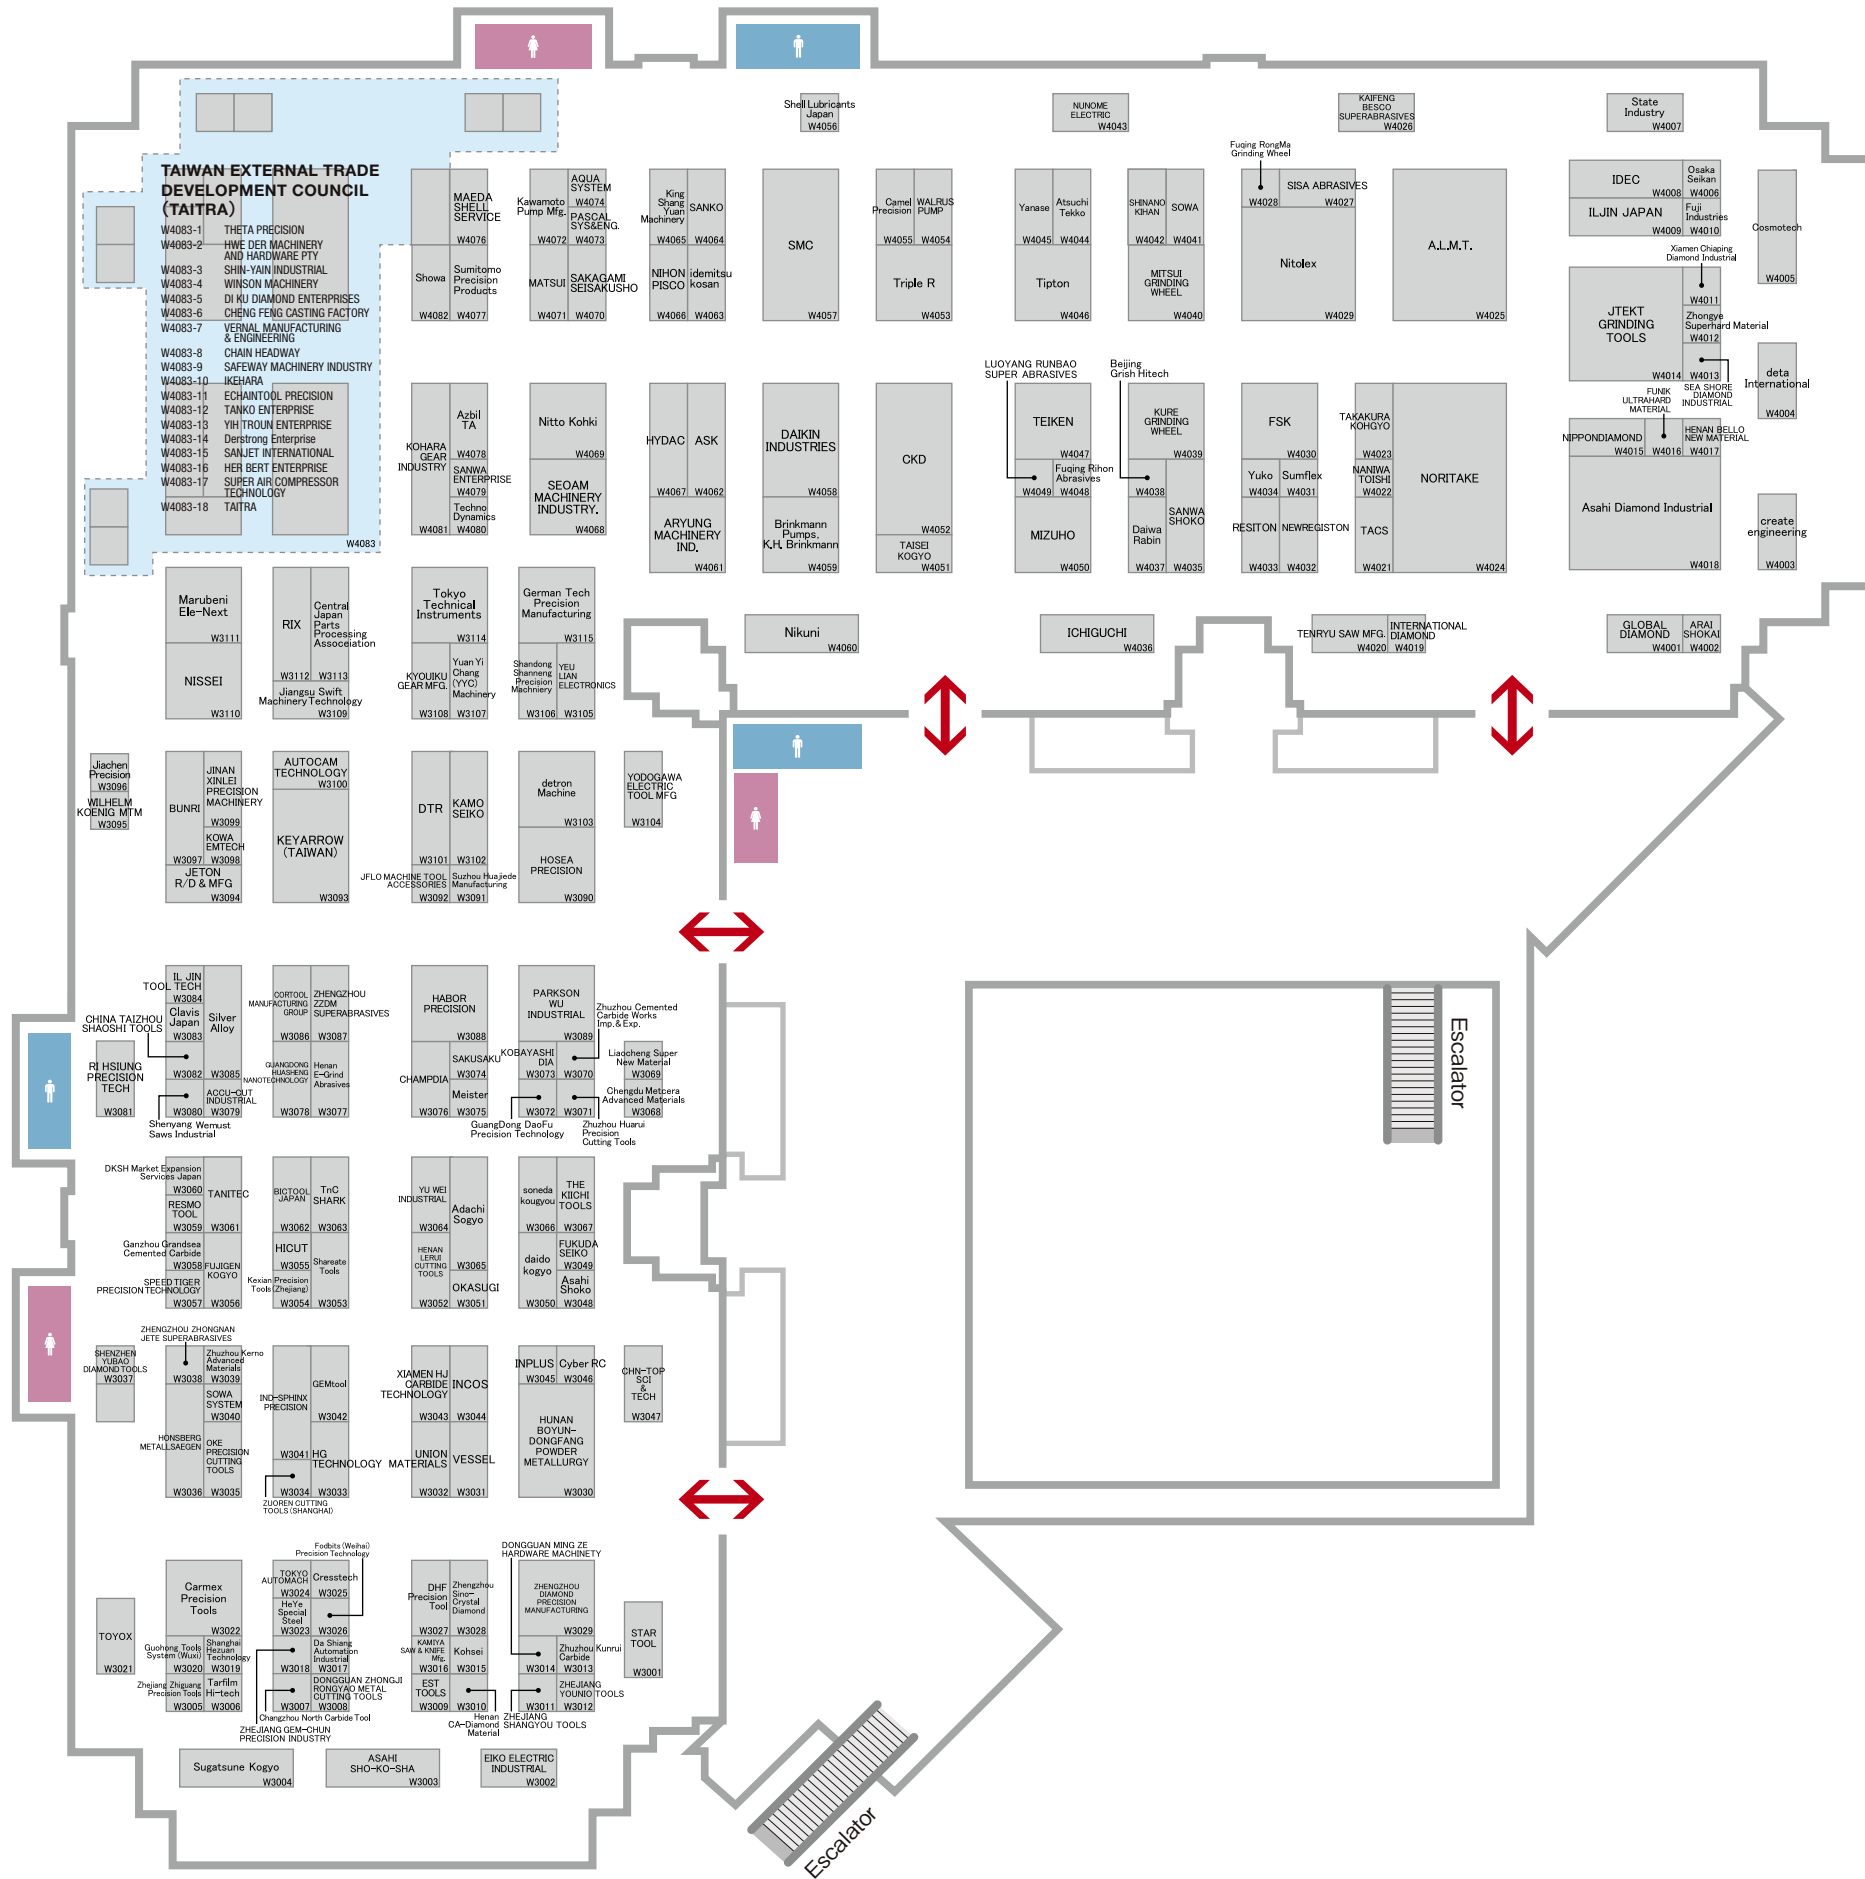 Shell Lubricants
Japan
W4056
NUNOME
ELECTRIC
W4043
KAIFENG
BESCO
SUPERABRASIVES
W4026
State
Industry
W4007
TAIWAN EXTERNAL TRADE
DEVELOPMENT COUNCIL
(TAITRA)
W4083-1 THETA PRECISION
W4083-2 HWE DER MACHINERY
AND HARDWARE PTY
W4083-3 SHIN-YAIN INDUSTRIAL
W4083-4 WINSON MACHINERY
W4083-5 DI KU DIAMOND ENTERPRISES
W4083-6 CHENG FENG CASTING FACTORY
W4083-7 VERNAL MANUFACTURING
& ENGINEERING
W4083-8 CHAIN HEADWAY
W4083-9 SAFEWAY MACHINERY INDUSTRY
W4083-10 IKEHARA
W4083-11 ECHAINTOOL PRECISION
W4083-12 TANKO ENTERPRISE
W4083-13 YIH TROUN ENTERPRISE
W4083-14 Derstrong Enterprise
W4083-15 SANJET INTERNATIONAL
W4083-16 HER BERT ENTERPRISE
W4083-17 SUPER AIR COMPRESSOR
TECHNOLOGY
W4083-18 TAITRA
W4083
MAEDA
SHELL
SERVICE
W4076
Showa
W4082
Sumitomo
Precision
Products
W4077
Kawamoto
Pump Mfg.
W4072
AQUA
SYSTEM
W4074
PASCAL
SYS&ENG.
W4073
MATSUI
W4071
SAKAGAMI
SEISAKUSHO
W4070
King
Shang
Yuan
Machinery
W4065
SANKO
W4064
NIHON
PISCO
W4066
idemitsu
kosan
W4063
SMC
W4057
Camel
Precision
W4055
WALRUS
PUMP
W4054
Triple R
W4053
Yanase
W4045
Atsuchi
Tekko
W4044
Tipton
W4046
SHINANO
KIHAN
W4042
SOWA
W4041
MITSUI
GRINDING
WHEEL
W4040
Fuqing RongMa
Grinding Wheel
W4028
SISA ABRASIVES
W4027
Nitolex
W4029
A.L.M.T.
W4025
IDEC
W4008
Osaka
Seikan
W4006
ILJIN JAPAN
W4009
Fuji
Industries
W4010
Cosmotech
W4005
Xiamen Chiaping
Diamond Industrial
W4011
JTEKT
GRINDING
TOOLS
W4014
Zhongye
Superhard Material
W4012
W4013
SEA SHORE
DIAMOND
INDUSTRIAL
deta
International
W4004
KOHARA
GEAR
INDUSTRY
W4081
Azbil
TA
W4078
SANWA
ENTERPRISE
W4079
Techno
Dynamics
W4080
Nitto Kohki
W4069
SEOAM
MACHINERY
INDUSTRY.
W4068
HYDAC
W4067
ASK
W4062
ARYUNG
MACHINERY
IND.
W4061
DAIKIN
INDUSTRIES
W4058
Brinkmann
Pumps,
K.H. Brinkmann
W4059
CKD
W4052
TAISEI
KOGYO
W4051
LUOYANG RUNBAO
SUPER ABRASIVES
TEIKEN
W4047
W4049
Fuqing Rihon
Abrasives
W4048
MIZUHO
W4050
Beijing
Grish Hitech
KURE
GRINDING
WHEEL
W4039
W4038
SANWA
SHOKO
W4035
Daiwa
Rabin
W4037
FSK
W4030
Yuko
W4034
Sumflex
W4031
RESITON
W4033
NEWREGISTON
W4032
TAKAKURA
KOHGYO
W4023
NANIWA
TOISHI
W4022
TACS
W4021
NORITAKE
W4024
FUNIK
ULTRAHARD
MATERIAL
NIPPONDIAMOND
W4015
W4016
HENAN BELLO
NEW MATERIAL
W4017
Asahi Diamond Industrial
W4018
create
engineering
W4003
Nikuni
W4060
ICHIGUCHI
W4036
TENRYU SAW MFG.
W4020
INTERNATIONAL
DIAMOND
W4019
GLOBAL
DIAMOND
W4001
ARAI
SHOKAI
W4002
Marubeni
Ele-Next
W3111
NISSEI
W3110
RIX
W3112
Central
Japan
Parts
Processing
Assoceiation
W3113
Jiangsu Swift
Machinery Technology
W3109
Tokyo
Technical
Instruments
W3114
KYOUIKU
GEAR MFG.
W3108
Yuan Yi
Chang
(YYC)
Machinery
W3107
German Tech
Precision
Manufacturing
W3115
Shandong
Shanneng
Precision
Machniery
W3106
YEU
LIAN
ELECTRONICS
W3105
Jiachen
Precision
W3096
WILHELM
KOENIG MTM
W3095
BUNRI
W3097
JINAN
XINLEI
PRECISION
MACHINERY
W3099
KOWA
EMTECH
W3098
JETON
R/D & MFG
W3094
AUTOCAM
TECHNOLOGY
W3100
KEYARROW
(TAIWAN)
W3093
DTR
W3101
KAMO
SEIKO
W3102
JFLO MACHINE TOOL
ACCESSORIES
W3092
Suzhou Huajiede
Manufacturing
W3091
detron
Machine
W3103
HOSEA
PRECISION
W3090
YODOGAWA
ELECTRIC
TOOL MFG
W3104
IL JIN
TOOL TECH
W3084
Clavis
Japan
W3083
Silver
Alloy
W3085
CHINA TAIZHOU
SHAOSHI TOOLS
W3082
RI HSIUNG
PRECISION
TECH
W3081
W3080
ACCU-CUT
INDUSTRIAL
W3079
Shenyang Wemust
Saws Industrial
CORTOOL
MANUFACTURING
GROUP
W3086
ZHENGZHOU
ZZDM
SUPERABRASIVES
W3087
GUANGDONG
HUASHENG
NANOTECHNOLOGY
W3078
Henan
E-Grind
Abrasives
W3077
HABOR
PRECISION
W3088
CHAMPDIA
W3076
SAKUSAKU
W3074
Meister
W3075
PARKSON
WU
INDUSTRIAL
W3089
Zhuzhou Cemented
Carbide Works
Imp.& Exp.
KOBAYASHI
DIA
W3073
W3070
W3072
W3071
GuangDong DaoFu
Precision Technology
Zhuzhou Huarui
Precision
Cutting Tools
Liaocheng Super
New Material
W3069
Chengdu Metcera
Advanced Materials
W3068
Escalator
DKSH Market Expansion
Services Japan
W3060
RESMO
TOOL
W3059
TANITEC
W3061
Ganzhou Grandsea
Cemented Carbide
W3058
SPEED TIGER
PRECISION TECHNOLOGY
W3057
FUJIGEN
KOGYO
W3056
BICTOOL
JAPAN
W3062
TnC
SHARK
W3063
HICUT
W3055
Kexian Precision
Tools (Zhejiang)
W3054
Shareate
Tools
W3053
YU WEI
INDUSTRIAL
W3064
Adachi
Sogyo
W3065
HENAN
LERUI
CUTTING
TOOLS
W3052
OKASUGI
W3051
soneda
kougyou
W3066
THE
KIICHI
TOOLS
W3067
daido
kogyo
W3050
FUKUDA
SEIKO
W3049
Asahi
Shoko
W3048
ZHENGZHOU ZHONGNAN
JETE SUPERABRASIVES
SHENZHEN
YUBAO
DIAMOND TOOLS
W3037
W3038
Zhuzhou Kerno
Advanced
Materials
W3039
SOWA
SYSTEM
W3040
HONSBERG
METALLSAEGEN
W3036
OKE
PRECISION
CUTTING
TOOLS
W3035
IND-SPHINX
PRECISION
W3041
GEMtool
W3042
HG
TECHNOLOGY
W3033
W3034
ZUOREN CUTTING
TOOLS (SHANGHAI)
XIAMEN HJ
CARBIDE
TECHNOLOGY
W3043
INCOS
W3044
UNION
MATERIALS
W3032
VESSEL
W3031
INPLUS
W3045
Cyber RC
W3046
HUNAN
BOYUN-
DONGFANG
POWDER
METALLURGY
W3030
CHN-TOP
SCI
&
TECH
W3047
Fodbits (Weihai)
Precision Technology
Carmex
Precision
Tools
W3022
TOYOX
W3021
Guohong Tools
System (Wuxi)
W3020
Shanghai
Hezuan
Technology
W3019
Zhejiang Zhiguang
Precision Tools
W3005
Tarfilm
Hi-tech
W3006
TOKYO
AUTOMACH
W3024
Cresstech
W3025
HeYe
Special
Steel
W3023
W3026
W3018
Da Shiang
Automation
Industrial
W3017
W3007
DONGGUAN ZHONGJI
RONGYAO METAL
CUTTING TOOLS
W3008
Changzhou North Carbide Tool
ZHEJIANG GEM-CHUN
PRECISION INDUSTRY
DHF
Precision
Tool
W3027
Zhengzhou
Sino-
Crystal
Diamond
W3028
KAMIYA
SAW & KNIFE
Mfg.
W3016
Kohsei
W3015
EST
TOOLS
W3009
W3010
Henan
CA-Diamond
Material
DONGGUAN MING ZE
HARDWARE MACHINETY
ZHENGZHOU
DIAMOND
PRECISION
MANUFACTURING
W3029
W3014
Zhuzhou Kunrui
Carbide
W3013
W3011
ZHEJIANG
YOUNIO TOOLS
W3012
ZHEJIANG
SHANGYOU TOOLS
STAR
TOOL
W3001
Sugatsune Kogyo
W3004
ASAHI
SHO-KO-SHA
W3003
EIKO ELECTRIC
INDUSTRIAL
W3002
Escalator